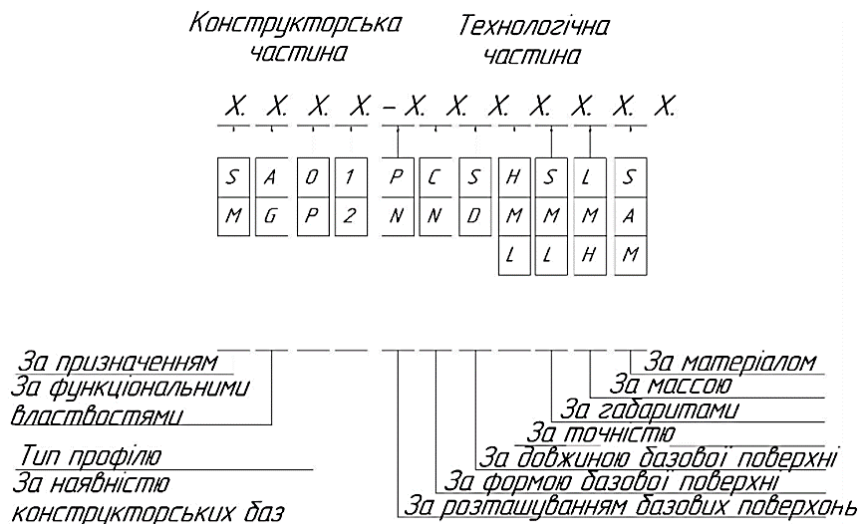 Конструкторська частина
Технологічна частина
X. X. X. X. – X. X. X. X. X. X. X. X.
S A O 1 P C S H S L S
M G P 2 N N D M M M A
L L H M
За призначенням
За функціональними
властвостями
Тип профілю
За наявністю
конструкторських баз
За матеріалом
За массою
За габаритами
За точністю
За довжиною базової поверхні
За формою базової поверхні
За розташуванням базових поверхонь